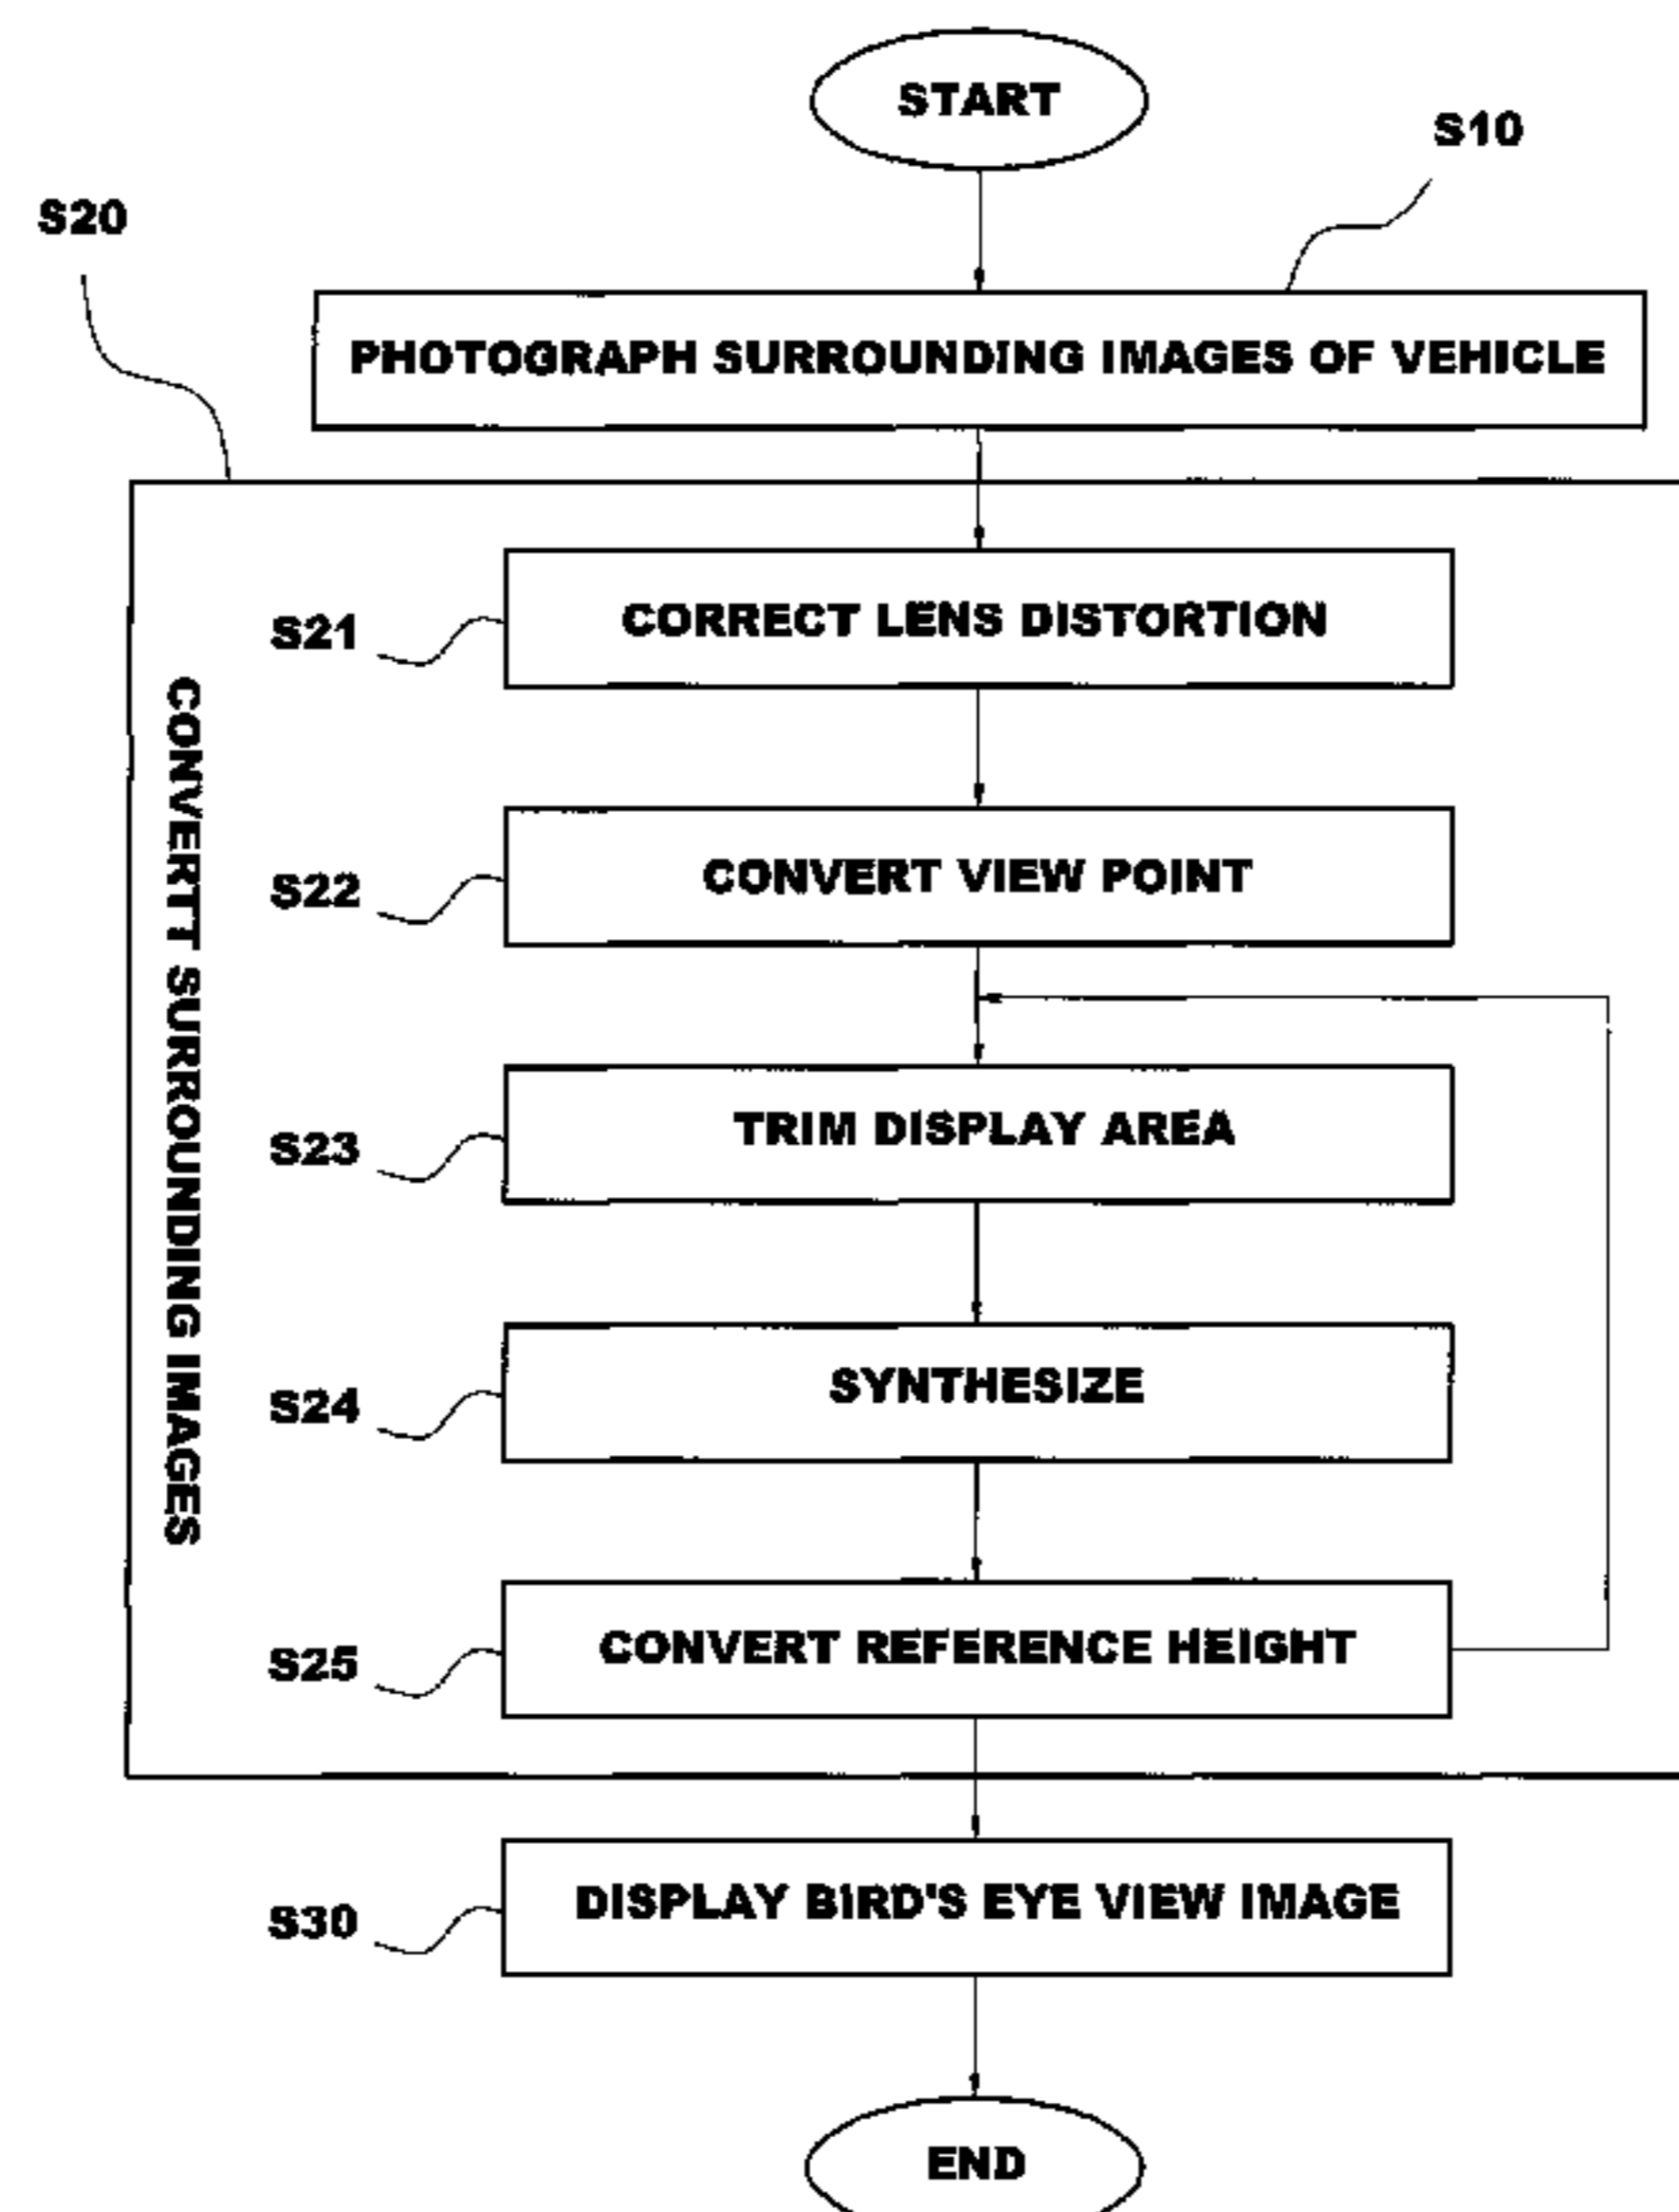 START
S10
S20
PHOTOGRAPH SURROUNDING IMAGES OF VEHICLE
CONVERTT SURROUNDING IMAGES
S21
CORRECT LENS DISTORTION
S22
CONVERT VIEW POINT
S23
TRIM DISPLAY AREA
S24
SYNTHESIZE
S25
CONVERT REFERENCE HEIGHT
S30
DISPLAY BIRD'S EYE VIEW IMAGE
END